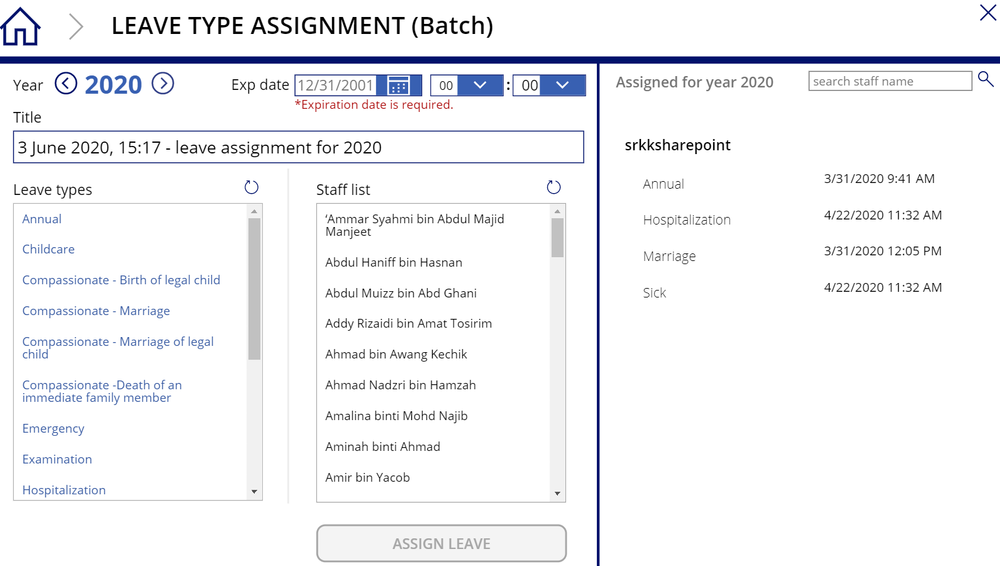 LEAVE TYPE ASSIGNMENT (Batch)
Year 2020 Exp date 12/31/2001 00 : 00
*Expiration date is required.
Title
3 June 2020, 15:17 - leave assignment for 2020
Leave types
Annual
Childcare
Compassionate - Birth of legal child
Compassionate - Marriage
Compassionate - Marriage of legal
child
Compassionate -Death of an
immediate family member
Emergency
Examination
Hospitalization
Staff list
‘Ammar Syahmi bin Abdul Majid
Manjeet
Abdul Haniff bin Hasnan
Abdul Muizz bin Abd Ghani
Addy Rizaidi bin Amat Tosirim
Ahmad bin Awang Kechik
Ahmad Nadzri bin Hamzah
Amalina binti Mohd Najib
Aminah binti Ahmad
Amir bin Yacob
ASSIGN LEAVE
Assigned for year 2020 search staff name
srkksharepoint
Annual 3/31/2020 9:41 AM
Hospitalization 4/22/2020 11:32 AM
Marriage 3/31/2020 12:05 PM
Sick 4/22/2020 11:32 AM